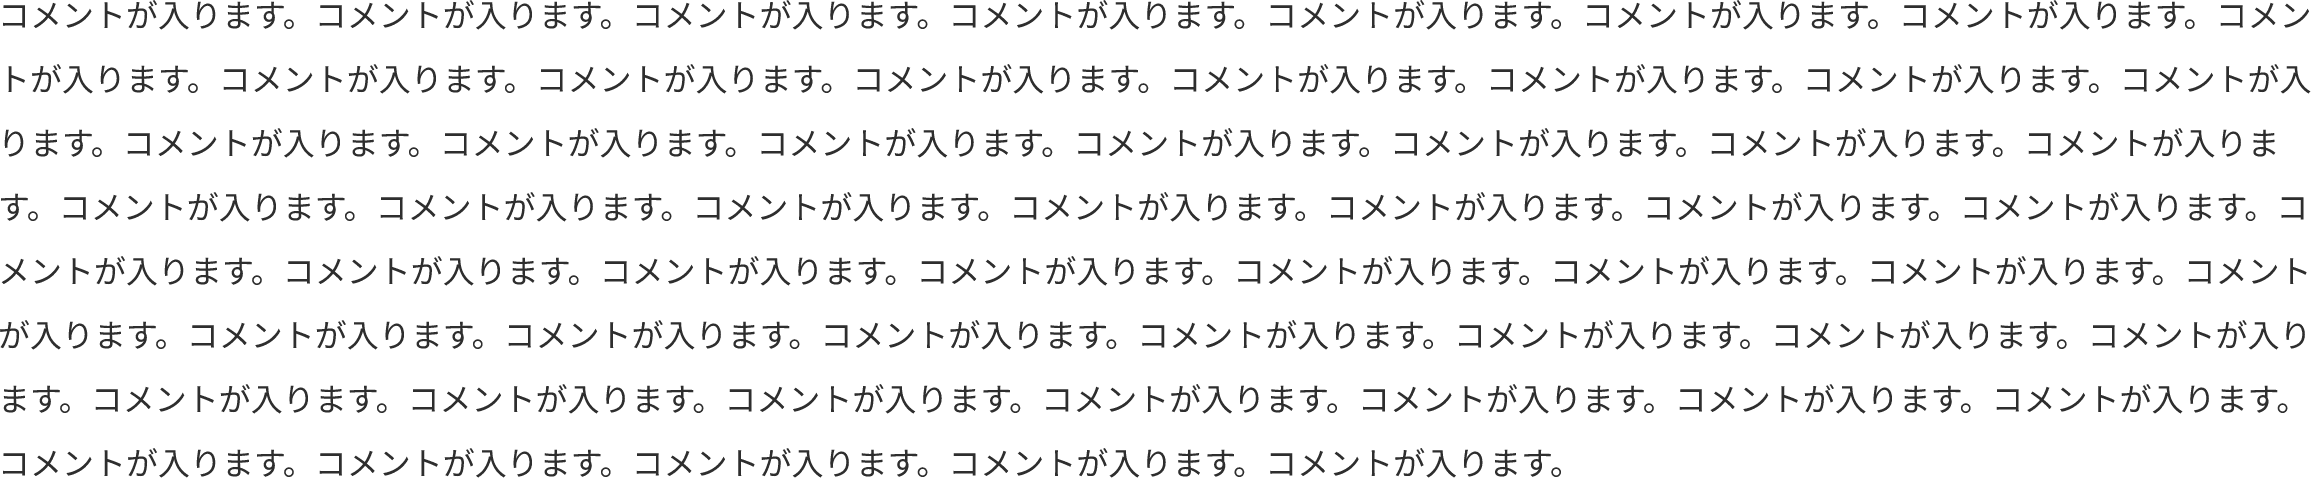 コメントが入ります。コメントが入ります。コメントが入ります。コメントが入ります。コメントが入ります。コメントが入ります。コメントが入ります。コメン
トが入ります。コメントが入ります。コメントが入ります。コメントが入ります。コメントが入ります。コメントが入ります。コメントが入ります。コメントが入
ります。コメントが入ります。コメントが入ります。コメントが入ります。コメントが入ります。コメントが入ります。コメントが入ります。コメントが入りま
す。コメントが入ります。コメントが入ります。コメントが入ります。コメントが入ります。コメントが入ります。コメントが入ります。コメントが入ります。コ
メントが入ります。コメントが入ります。コメントが入ります。コメントが入ります。コメントが入ります。コメントが入ります。コメントが入ります。コメント
が入ります。コメントが入ります。コメントが入ります。コメントが入ります。コメントが入ります。コメントが入ります。コメントが入ります。コメントが入り
ます。コメントが入ります。コメントが入ります。コメントが入ります。コメントが入ります。コメントが入ります。コメントが入ります。コメントが入ります。
コメントが入ります。コメントが入ります。コメントが入ります。コメントが入ります。コメントが入ります。